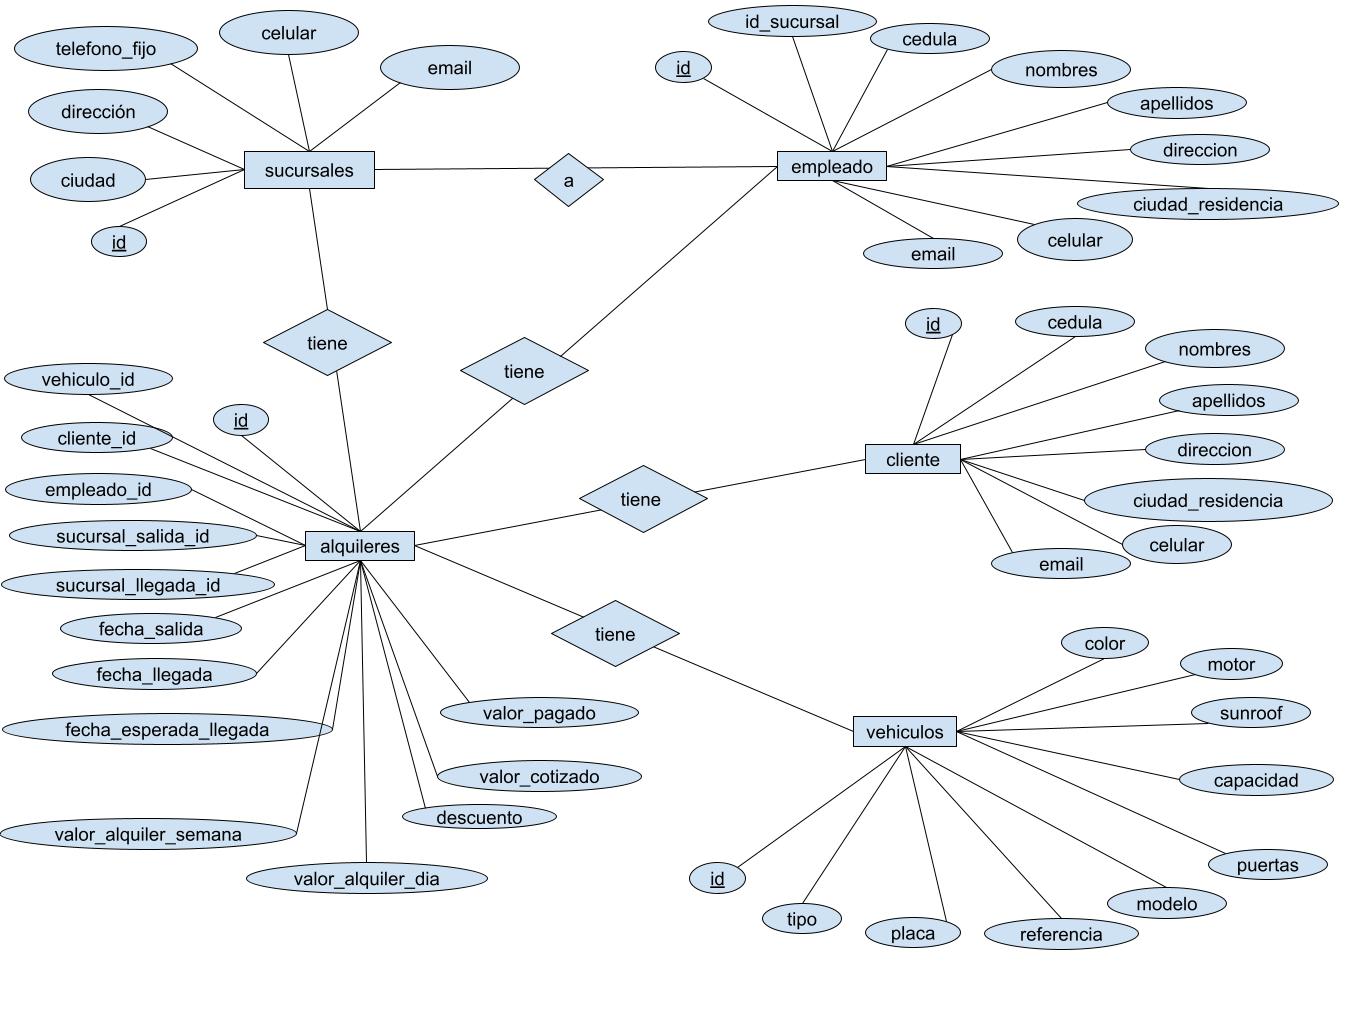 telefono_fijo
celular
email
dirección
ciudad
id
sucursales
a
id
id_sucursal
cedula
nombres
apellidos
direccion
ciudad_residencia
celular
email
empleado
tiene
tiene
id
cedula
nombres
apellidos
direccion
ciudad_residencia
celular
email
cliente
tiene
vehiculo_id
id
cliente_id
empleado_id
sucursal_salida_id
alquileres
sucursal_llegada_id
fecha_salida
fecha_llegada
fecha_esperada_llegada
valor_alquiler_semana
valor_alquiler_dia
descuento
valor_cotizado
valor_pagado
tiene
vehiculos
color
motor
sunroof
capacidad
puertas
modelo
referencia
placa
tipo
id